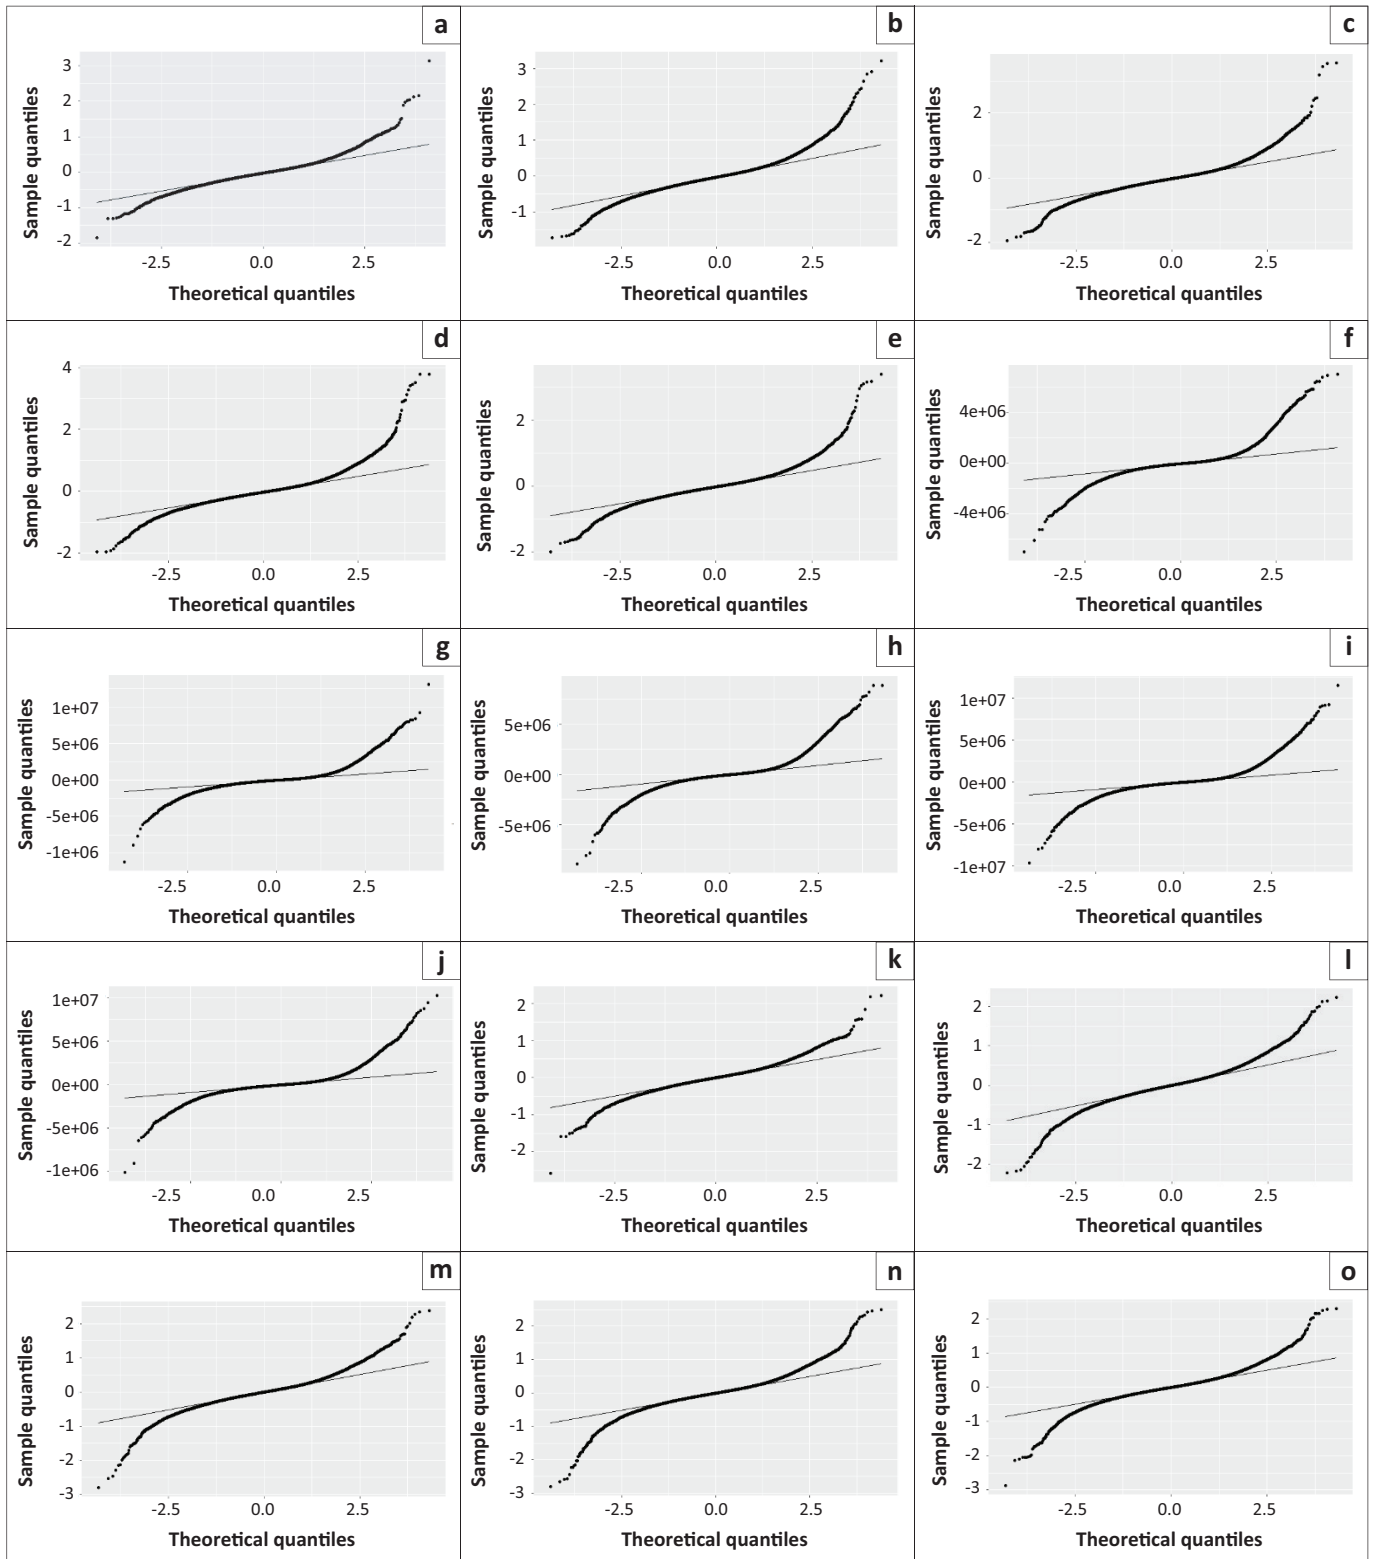 a
3
2
1
0
-1
-2
Sample quantiles
-2.5 0.0 2.5
Theoretical quantiles
b
3
2
1
0
-1
Sample quantiles
-2.5 0.0 2.5
Theoretical quantiles
c
2
0
-2
Sample quantiles
-2.5 0.0 2.5
Theoretical quantiles
d
4
2
0
-2
Sample quantiles
-2.5 0.0 2.5
Theoretical quantiles
e
2
0
-2
Sample quantiles
-2.5 0.0 2.5
Theoretical quantiles
f
4e+06
0e+00
-4e+06
Sample quantiles
-2.5 0.0 2.5
Theoretical quantiles
g
1e+07
5e+06
0e+00
-5e+06
-1e+06
Sample quantiles
-2.5 0.0 2.5
Theoretical quantiles
h
5e+06
0e+00
-5e+06
Sample quantiles
-2.5 0.0 2.5
Theoretical quantiles
i
1e+07
5e+06
0e+00
-5e+06
-1e+07
Sample quantiles
-2.5 0.0 2.5
Theoretical quantiles
j
1e+07
5e+06
0e+00
-5e+06
-1e+06
Sample quantiles
-2.5 0.0 2.5
Theoretical quantiles
k
2
1
0
-1
-2
Sample quantiles
-2.5 0.0 2.5
Theoretical quantiles
l
2
1
0
-1
-2
Sample quantiles
-2.5 0.0 2.5
Theoretical quantiles
m
2
1
0
-1
-2
-3
Sample quantiles
-2.5 0.0 2.5
Theoretical quantiles
n
2
1
0
-1
-2
-3
Sample quantiles
-2.5 0.0 2.5
Theoretical quantiles
o
2
1
0
-1
-2
-3
Sample quantiles
-2.5 0.0 2.5
Theoretical quantiles